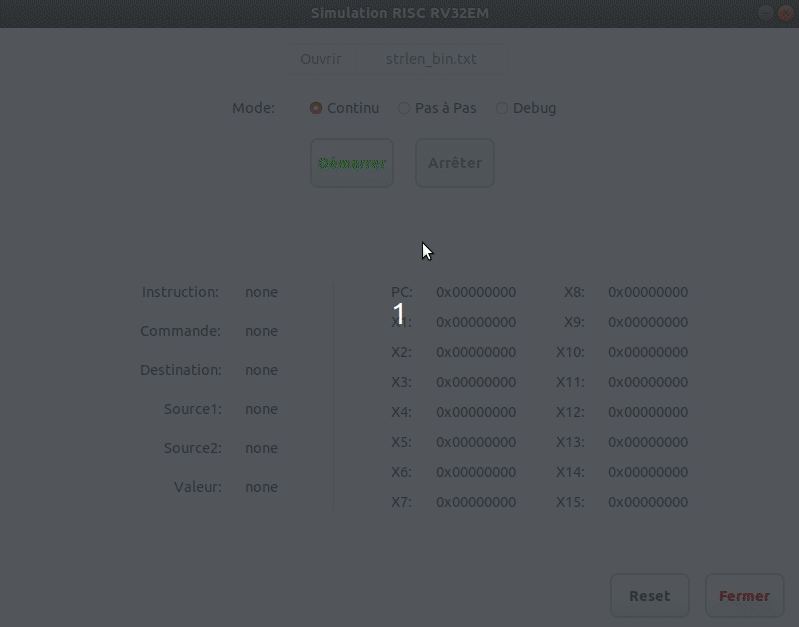 Simulation RISC RV32EM
Ouvrir strlen_bin.txt
Mode: Continu Pas à Pas Debug
Démarrer Arrêter
Instruction: none
Commande: none
Destination: none
Source1: none
Source2: none
Valeur: none
PC: 0x00000000 X8: 0x00000000
1
X1: 0x00000000 X9: 0x00000000
X2: 0x00000000 X10: 0x00000000
X3: 0x00000000 X11: 0x00000000
X4: 0x00000000 X12: 0x00000000
X5: 0x00000000 X13: 0x00000000
X6: 0x00000000 X14: 0x00000000
X7: 0x00000000 X15: 0x00000000
Reset Fermer